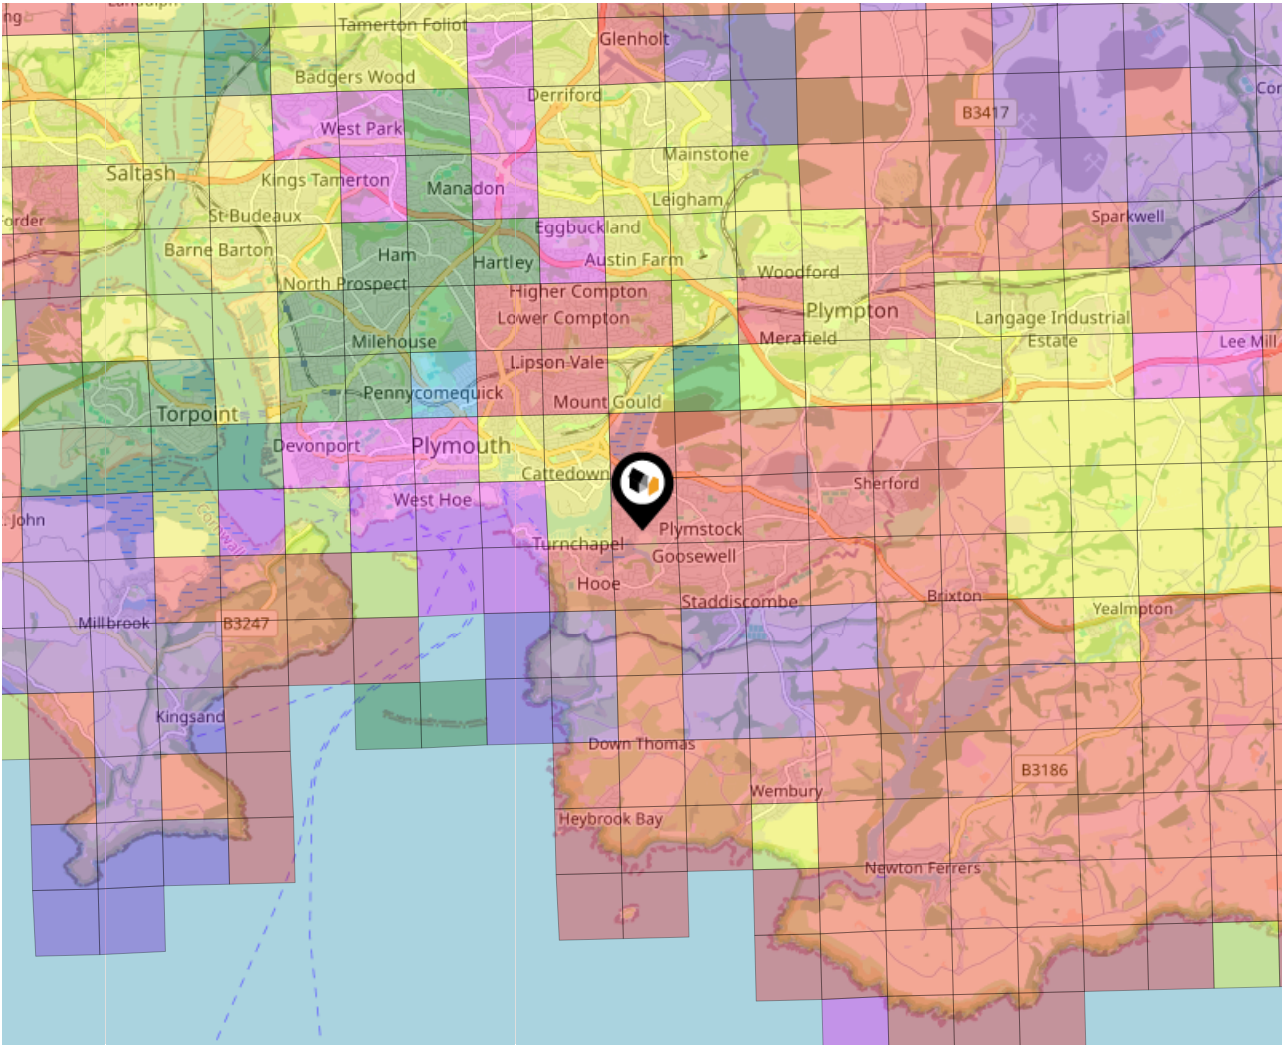 Tamerton Foliot
Glenholt
Badgers Wood
Derriford
West Park
B3417
Mainstone
Saltash
Kings Tamerton
Manadon
Leigham
St Budeaux
Sparkwell
Eggbuckland
Barne Barton
Ham
Hartley
Austin Farm
Woodford
North Prospect
Higher Compton
Plympton
Lower Compton
Langage Industrial
Estate
Milehouse
Merafield
Lee Mill
Lipson Vale
Pennycomequick
Mount Gould
Torpoint
Devonport
Plymouth
Cattedown
Sherford
West Hoe
. John
Cornwall
Plymstock
Turnchapel
Goosewell
Hooe
Staddiscombe
Brixton
Yealmpton
Millbrook
B3247
Kingsand
Down Thomas
B3186
Wembury
Heybrook Bay
Newton Ferrers